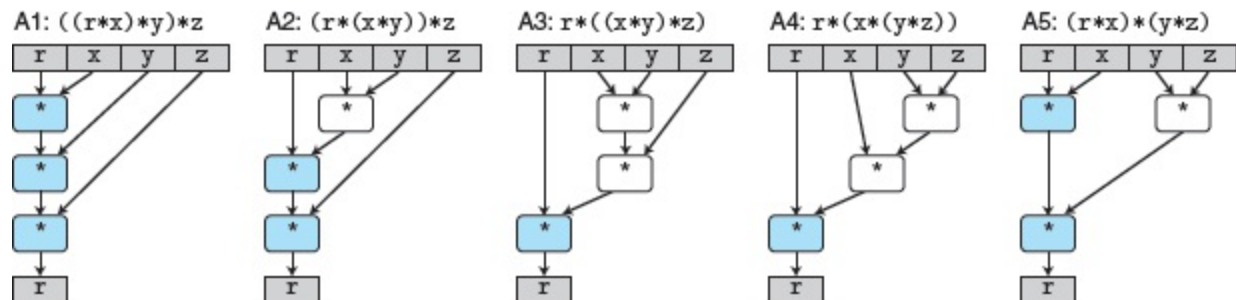 A1: ((r*x)*y)*z
r x y z
*
*
*
r
A2: (r*(x*y))*z
r x y z
*
*
*
r
A3: r*((x*y)*z)
r x y z
*
*
*
r
A4: r*(x*(y*z))
r x y z
*
*
*
r
A5: (r*x)*(y*z)
r x y z
* *
*
r